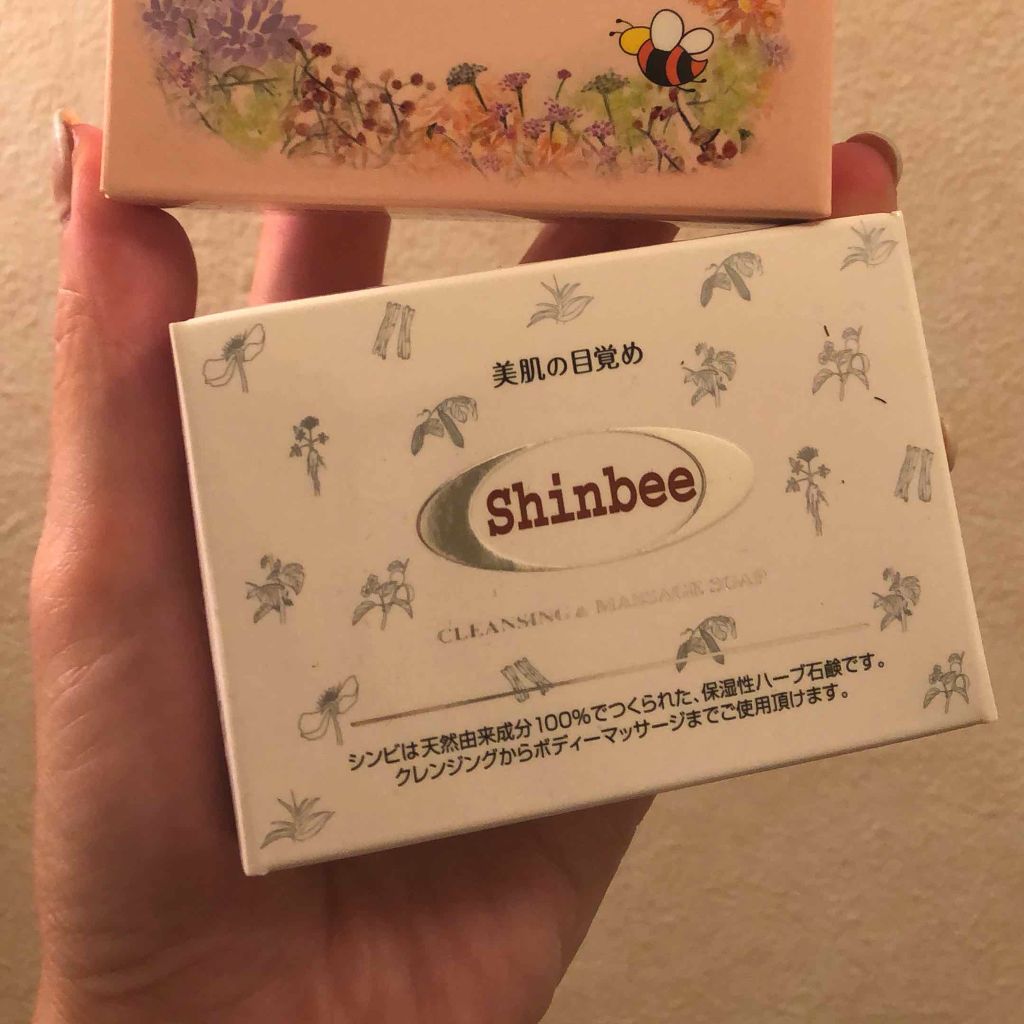 美肌の目覚め
Shinbee
CLEANSING & MASSAGE SOAP
シンビは天然由来成分100%でつくられた、保湿性ハーブ石鹸です。
クレンジングからボディーマッサージまでご使用頂けます。